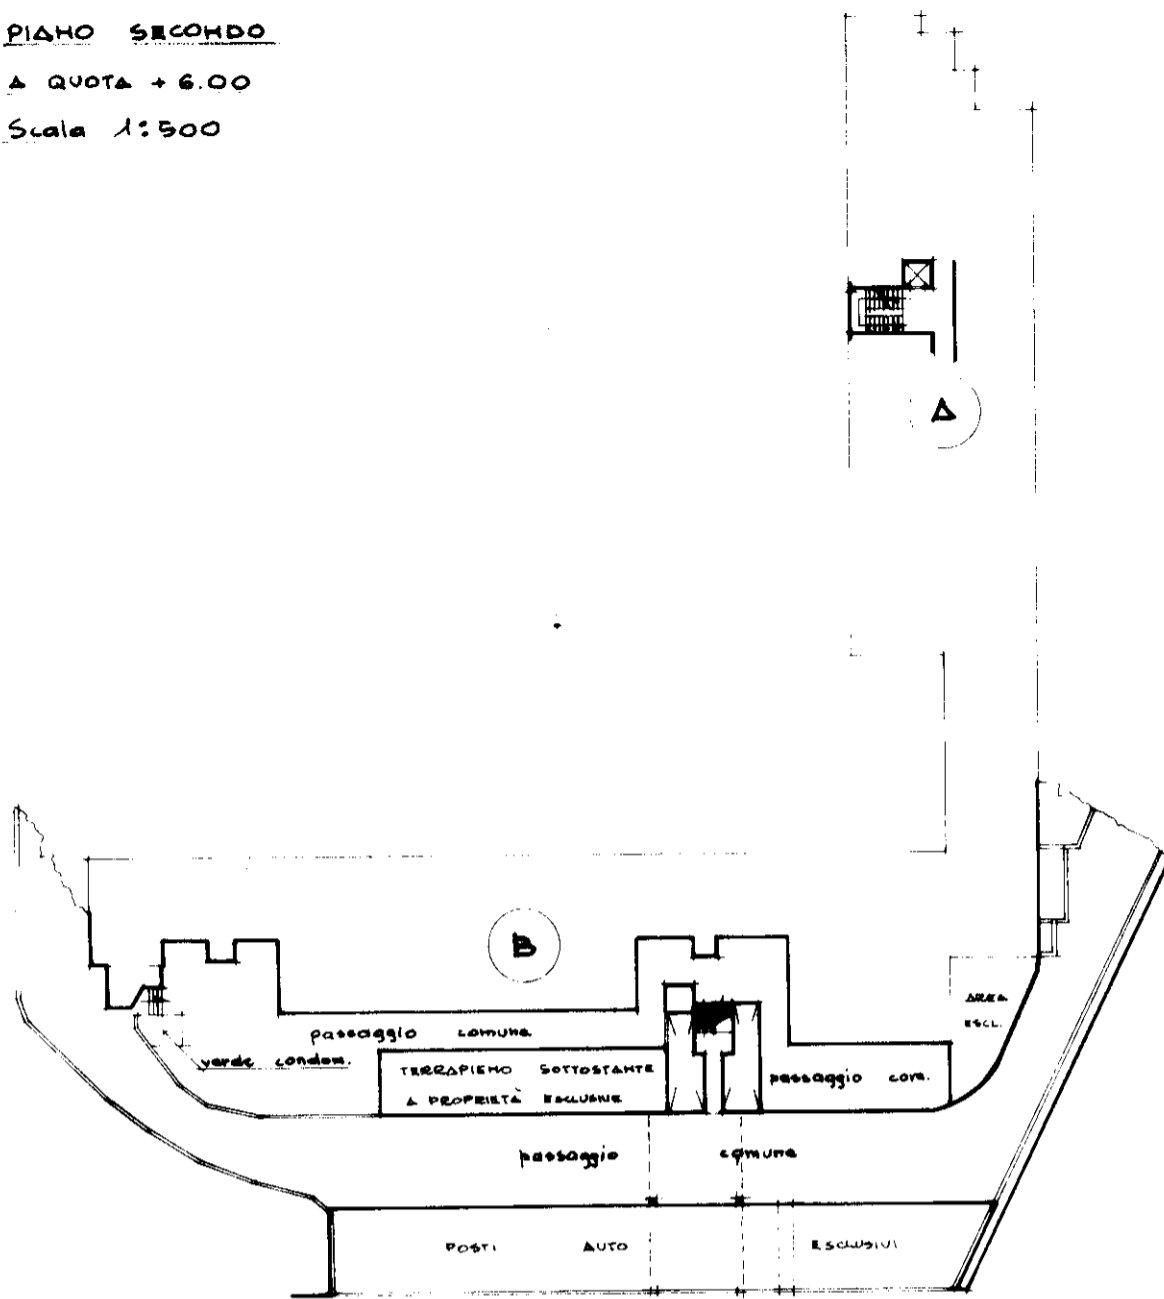 PIANO SECONDO
A QUOTA + 6.00
Scala 1:500
A
B
AREA
ESCL.
passaggio comune
verde condom.
TERRAPIENO SOTTOSTANTE
A PROPRIETÀ ESCLUSIVE
passaggio com.
passaggio comune
POSTI AUTO ESCLUSIVI